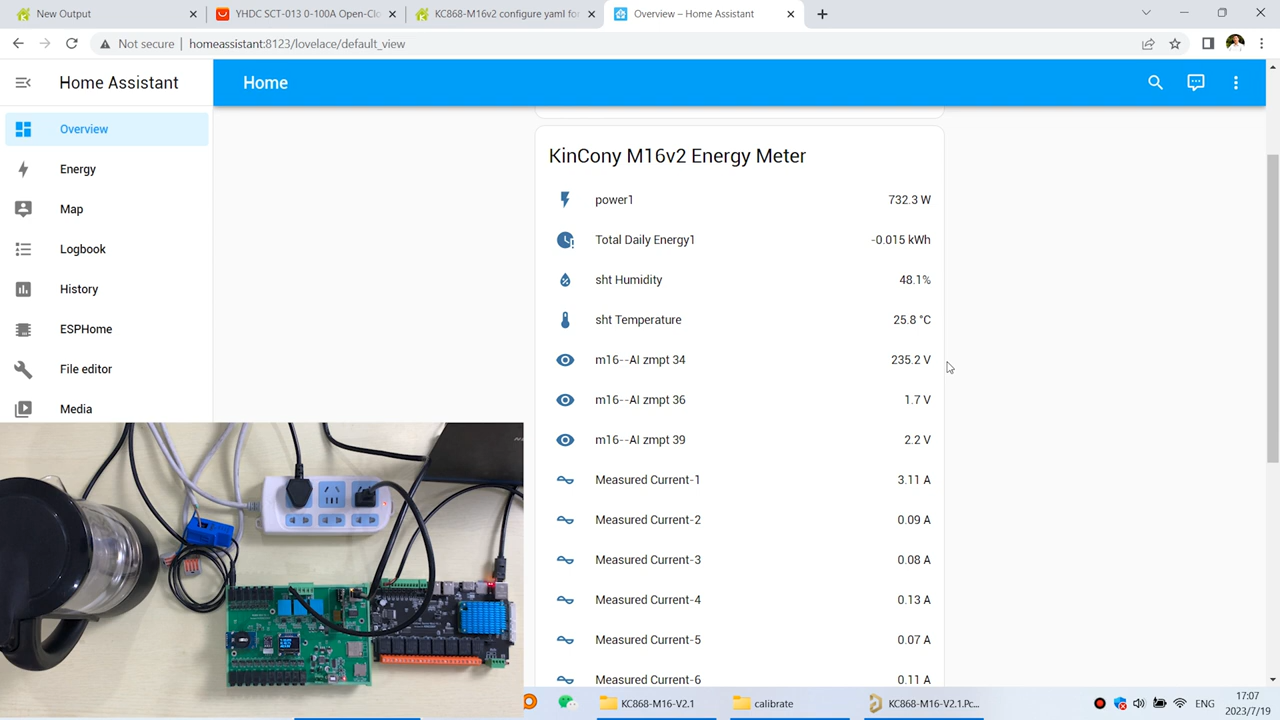 New Output
YHDC SCT-013 0-100A Open-Clo
KC868-M16v2 configure yaml for
Overview – Home Assistant
Not secure
homeassistant:8123/lovelace/default_view
Home Assistant
Home
Overview
Energy
Map
Logbook
History
ESPHome
File editor
Media
KinCony M16v2 Energy Meter
power1 732.3 W
Total Daily Energy1 -0.015 kWh
sht Humidity 48.1%
sht Temperature 25.8 °C
m16--AI zmpt 34 235.2 V
m16--AI zmpt 36 1.7 V
m16--AI zmpt 39 2.2 V
Measured Current-1 3.11 A
Measured Current-2 0.09 A
Measured Current-3 0.08 A
Measured Current-4 0.13 A
Measured Current-5 0.07 A
Measured Current-6 0.11 A
KC868-M16-V2.1
calibrate
KC868-M16-V2.1.Pc...
ENG
17:07
2023/7/19